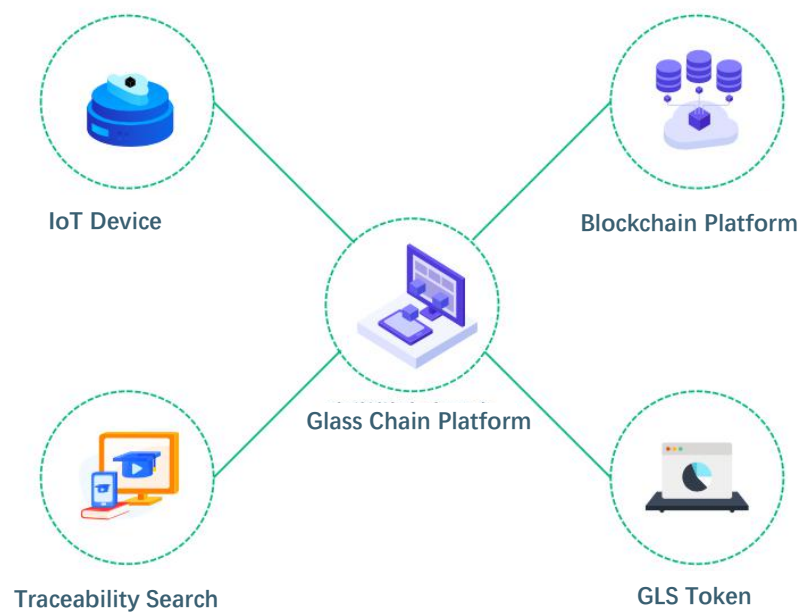 IoT Device
Blockchain Platform
Glass Chain Platform
Traceability Search
GLS Token